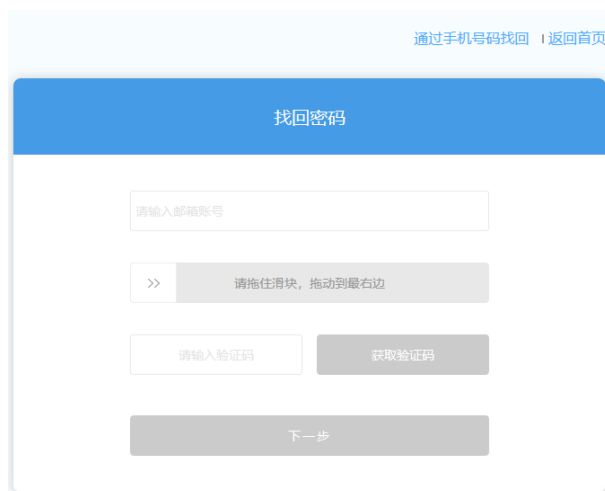 通过手机号码找回 | 返回首页
找回密码
请输入邮箱账号
>> 请拖住滑块，拖动到最右边
请输入验证码 获取验证码
下一步